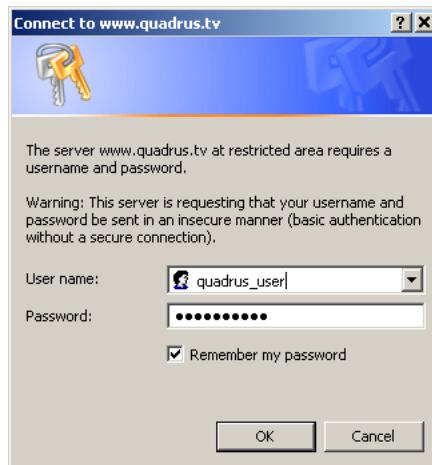 Connect to www.quadrus.tv
The server www.quadrus.tv at restricted area requires a
username and password.
Warning: This server is requesting that your username and
password be sent in an insecure manner (basic authentication
without a secure connection).
User name: quadrus_user
Password: ●●●●●●●●●●
Remember my password
OK Cancel